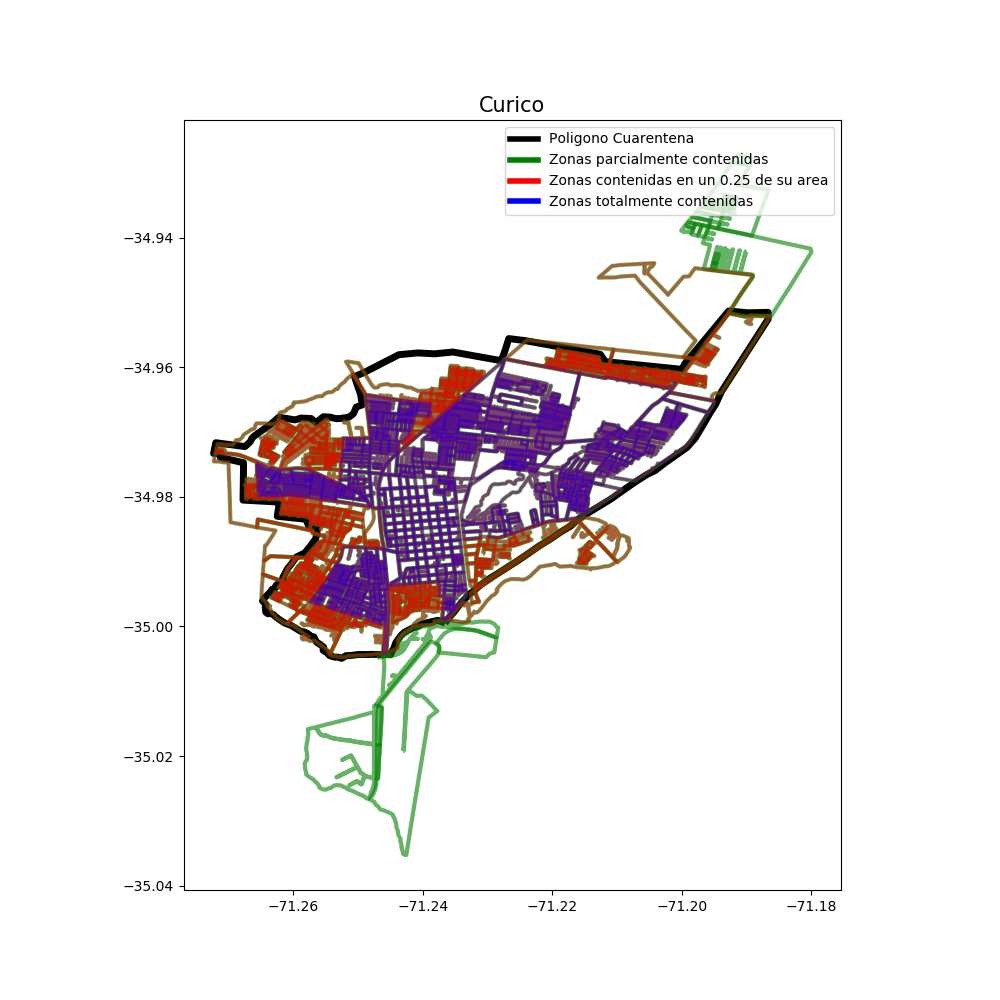 Curico
Poligono Cuarentena
Zonas parcialmente contenidas
Zonas contenidas en un 0.25 de su area
Zonas totalmente contenidas
−34.94
−34.96
−34.98
−35.00
−35.02
−35.04
−71.26 −71.24 −71.22 −71.20 −71.18